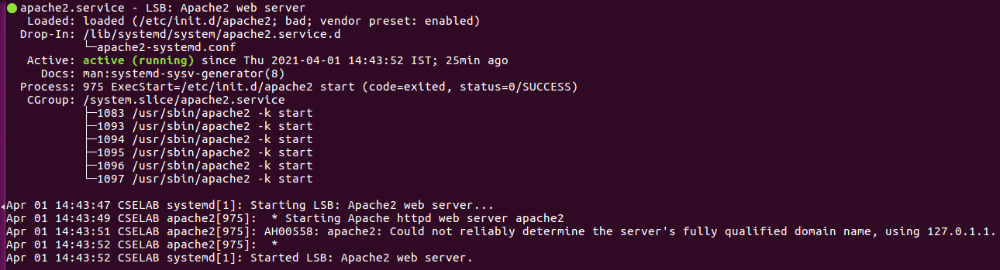 ● apache2.service - LSB: Apache2 web server
   Loaded: loaded (/etc/init.d/apache2; bad; vendor preset: enabled)
  Drop-In: /lib/systemd/system/apache2.service.d
           └─apache2-systemd.conf
   Active: active (running) since Thu 2021-04-01 14:43:52 IST; 25min ago
     Docs: man:systemd-sysv-generator(8)
  Process: 975 ExecStart=/etc/init.d/apache2 start (code=exited, status=0/SUCCESS)
   CGroup: /system.slice/apache2.service
           ├─1083 /usr/sbin/apache2 -k start
           ├─1093 /usr/sbin/apache2 -k start
           ├─1094 /usr/sbin/apache2 -k start
           ├─1095 /usr/sbin/apache2 -k start
           ├─1096 /usr/sbin/apache2 -k start
           └─1097 /usr/sbin/apache2 -k start

Apr 01 14:43:47 CSELAB systemd[1]: Starting LSB: Apache2 web server...
Apr 01 14:43:49 CSELAB apache2[975]:  * Starting Apache httpd web server apache2
Apr 01 14:43:51 CSELAB apache2[975]: AH00558: apache2: Could not reliably determine the server's fully qualified domain name, using 127.0.1.1.
Apr 01 14:43:52 CSELAB apache2[975]:  *
Apr 01 14:43:52 CSELAB systemd[1]: Started LSB: Apache2 web server.